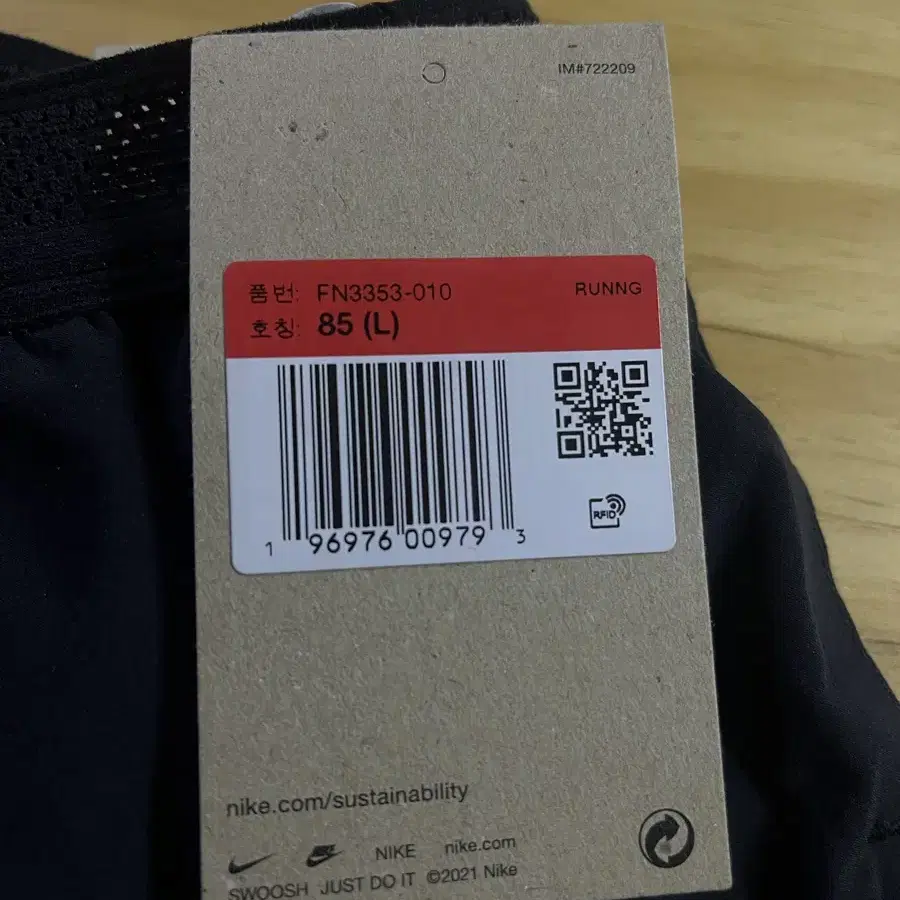 IM#722209
품번: FN3353-010
RUNNG
호칭: 85 (L)
RFID
1 96976 00979 3
nike.com/sustainability
NIKE nike.com
SWOOSH JUST DO IT ©2021 Nike